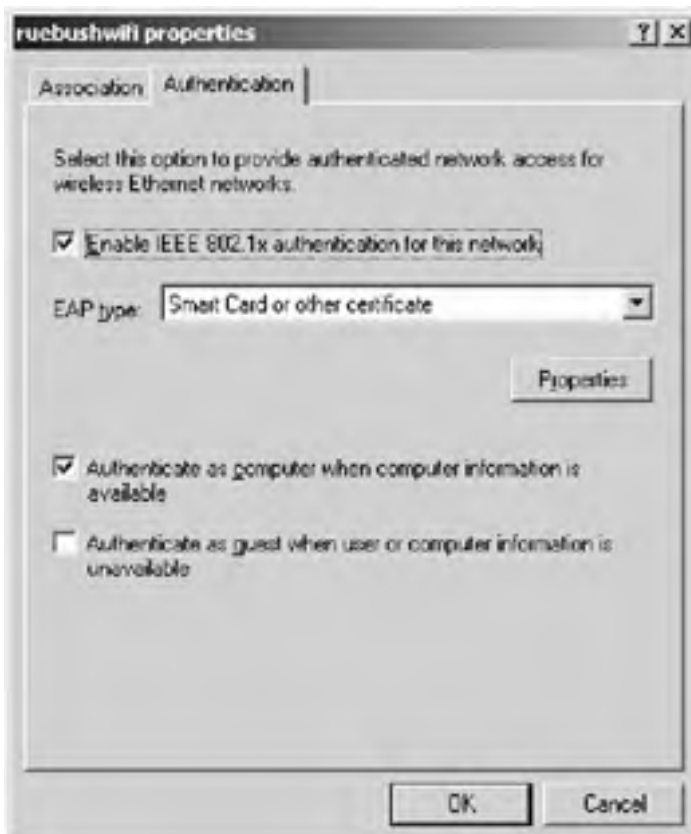 ruebushwifi properties
Association
Authentication
Select this option to provide authenticated network access for
wireless Ethernet networks.
Enable IEEE 802.1x authentication for this network
EAP type:
Smart Card or other certificate
Properties
Authenticate as computer when computer information is
available
Authenticate as guest when user or computer information is
unavailable
OK
Cancel